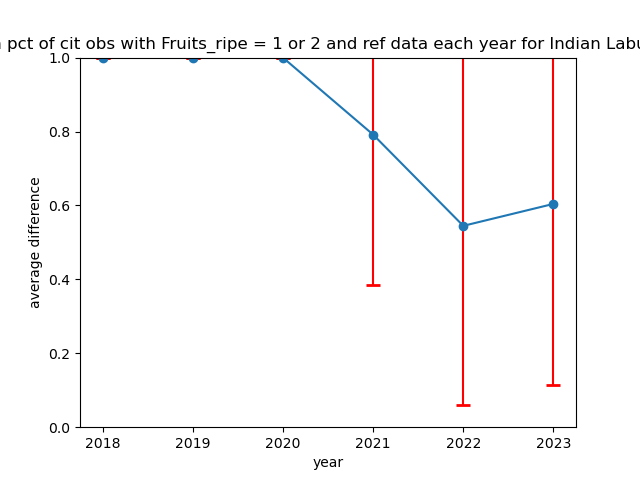 pct of cit obs with Fruits_ripe = 1 or 2 and ref data each year for Indian
1.0
0.8
0.6
0.4
0.2
0.0
average difference
2018 2019 2020 2021 2022 2023
year